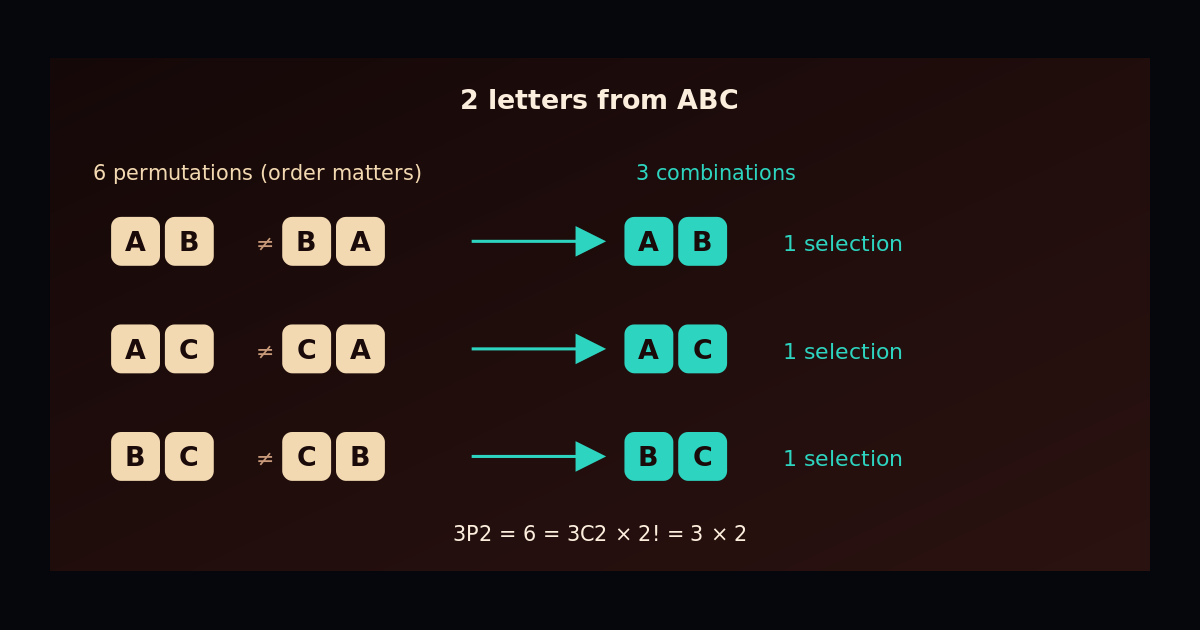 2 letters from ABC
6 permutations (order matters) 3 combinations
A B ≠ B A A B 1 selection
A C ≠ C A A C 1 selection
B C ≠ C B B C 1 selection
3P2 = 6 = 3C2 × 2! = 3 × 2